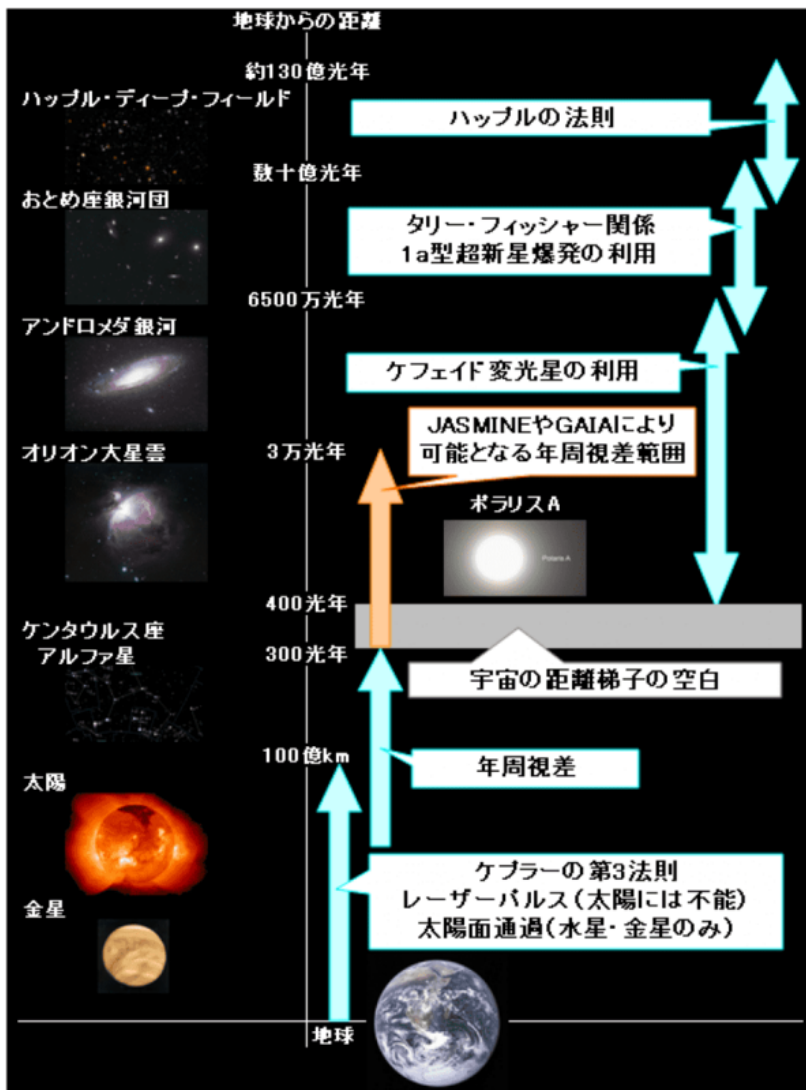 地球からの距離
約130億光年
ハッブル・ディープ・フィールド
ハッブルの法則
数十億光年
おとめ座銀河団
タリー・フィッシャー関係
1a型超新星爆発の利用
6500万光年
アンドロメダ銀河
ケフェイド変光星の利用
JASMINEやGAIAにより
可能となる年周視差範囲
3万光年
オリオン大星雲
ポラリスA
Polaris A
400光年
ケンタウルス座
アルファ星
300光年
宇宙の距離梯子の空白
100億km
年周視差
太陽
ケプラーの第3法則
レーザーパルス(太陽には不能)
太陽面通過(水星・金星のみ)
金星
地球